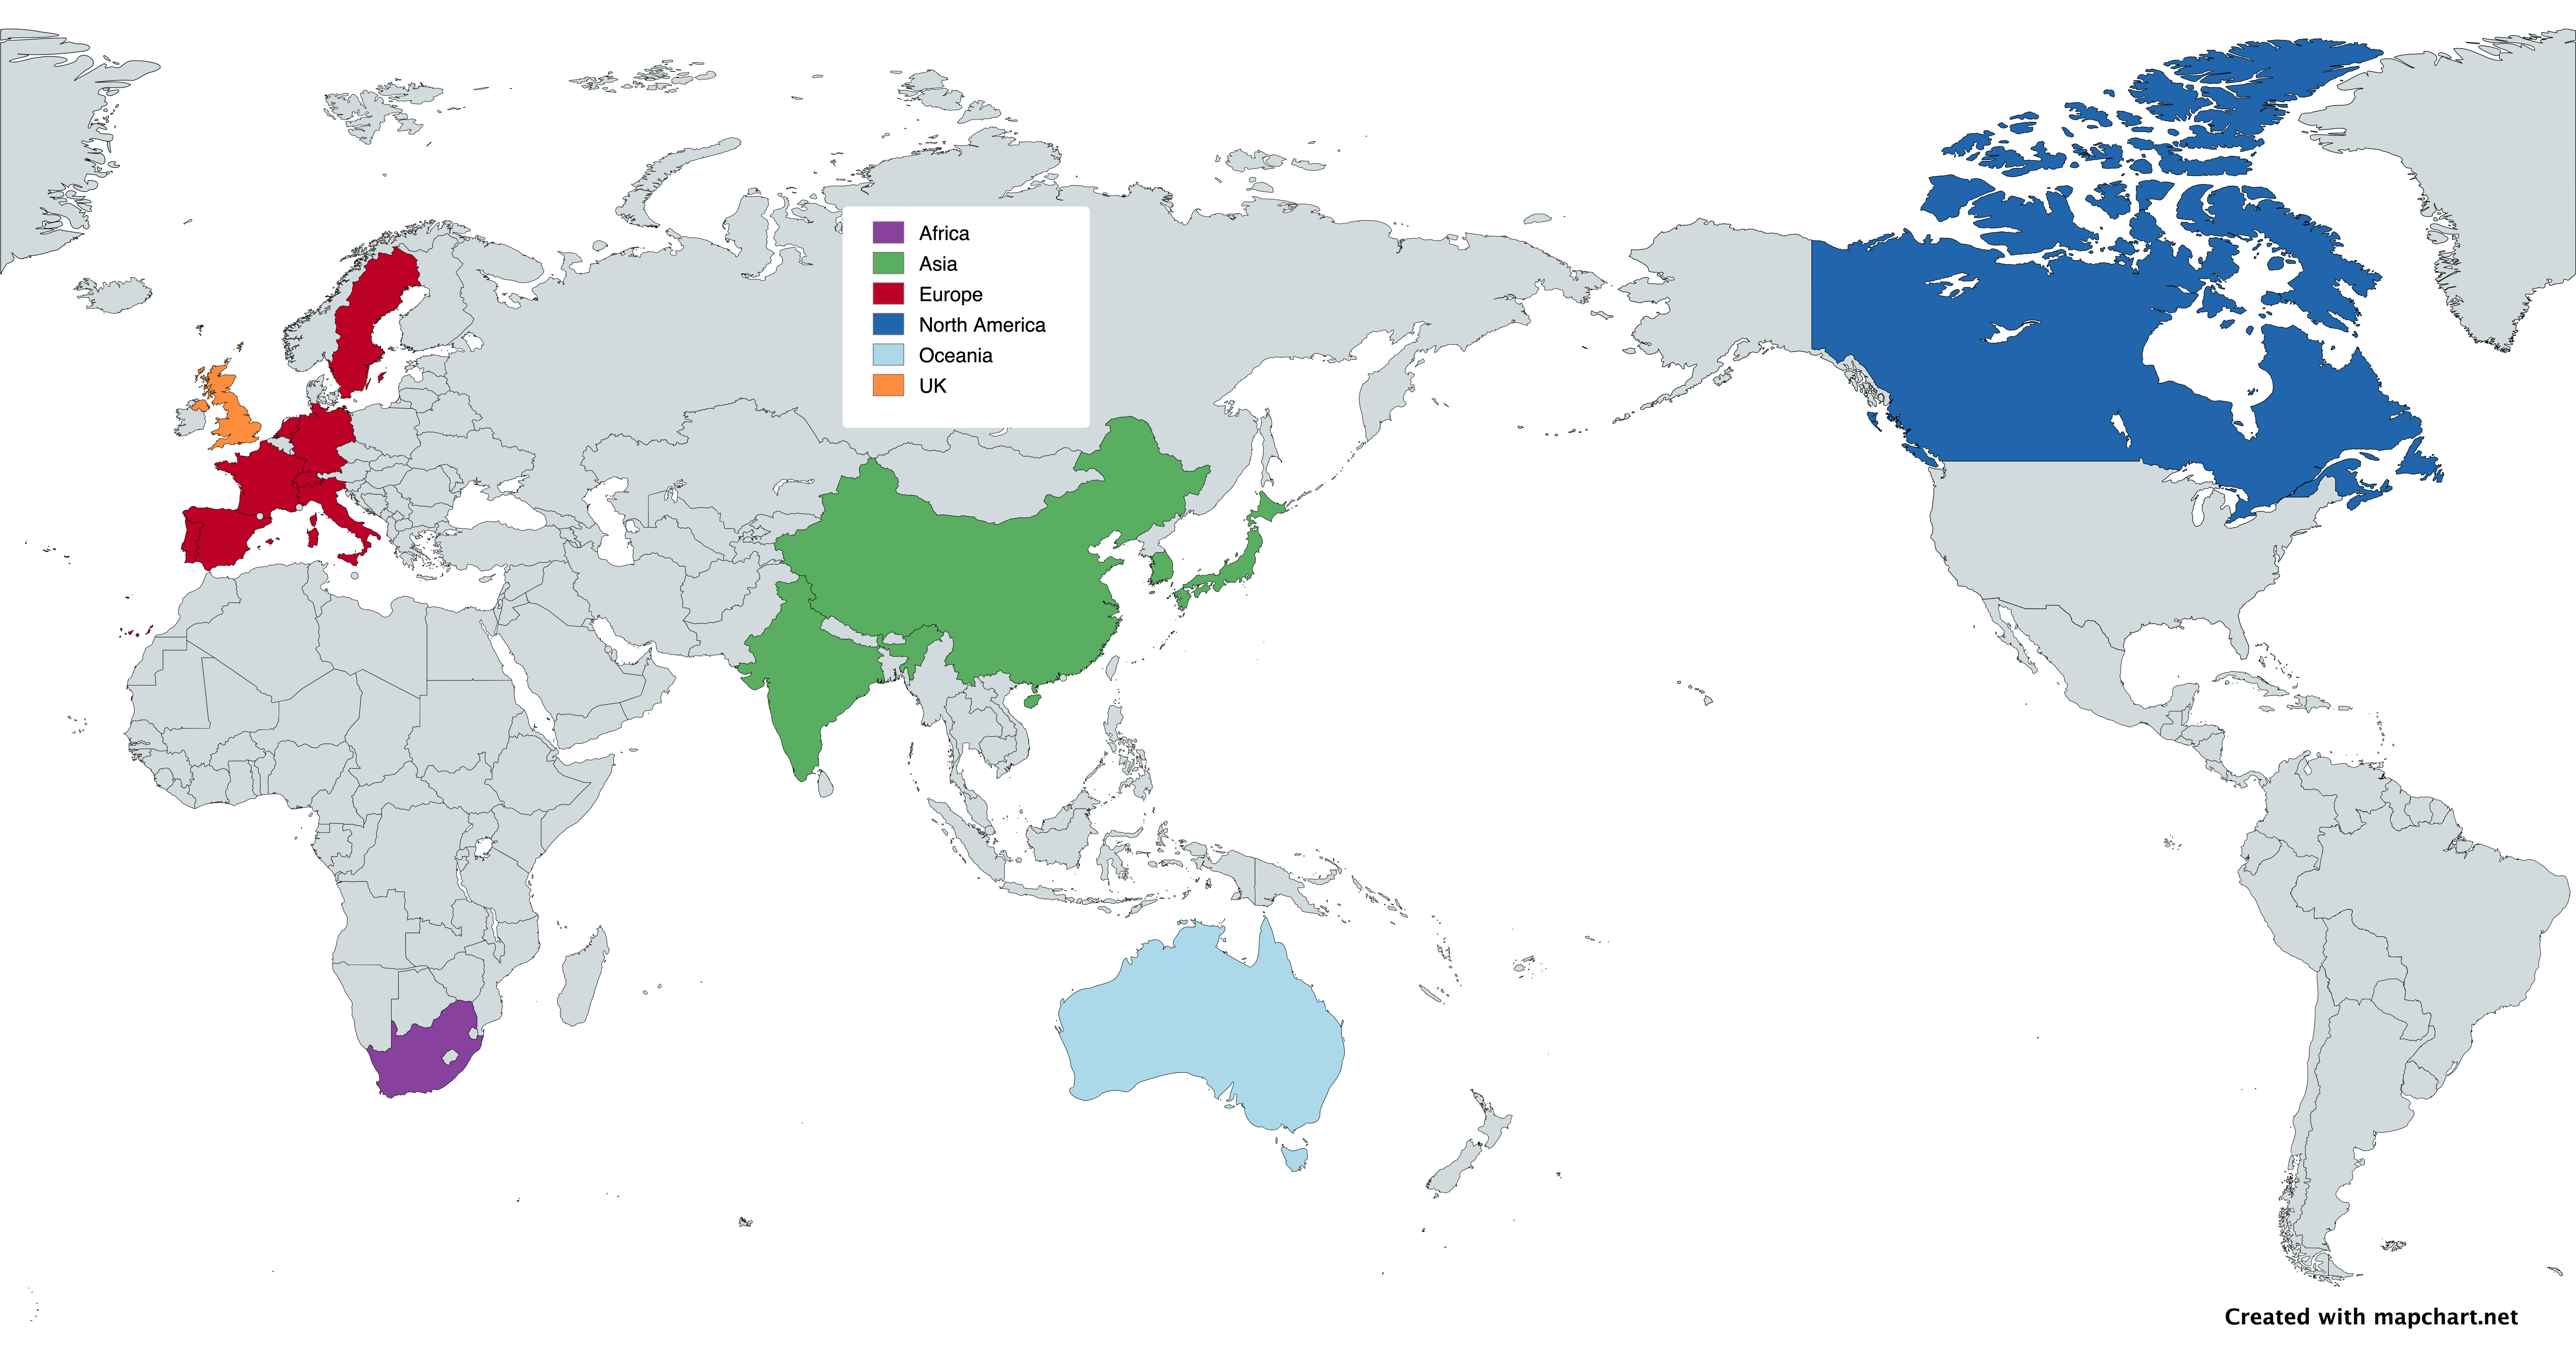 Africa
Asia
Europe
North America
Oceania
UK
Created with mapchart.net